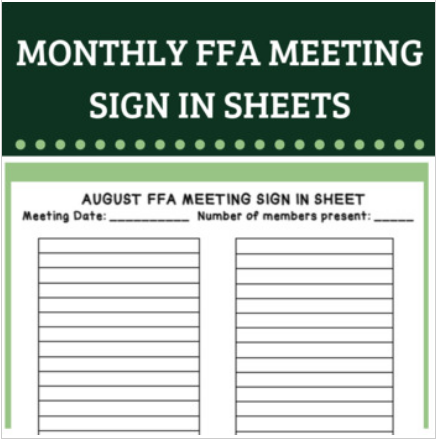 MONTHLY FFA MEETING
SIGN IN SHEETS
AUGUST FFA MEETING SIGN IN SHEET
Meeting Date: __________ Number of members present: _____